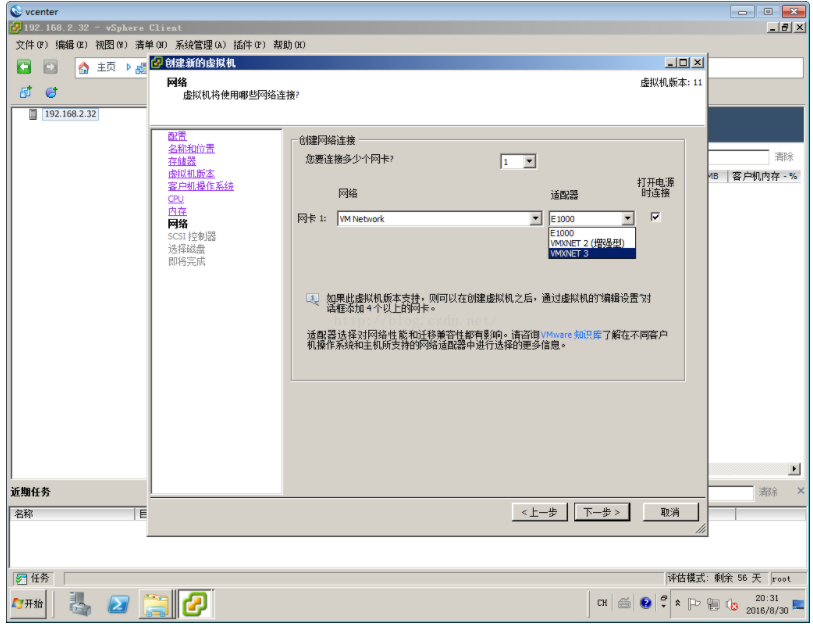 vcenter
192.168.2.32 - vSphere Client
文件(F) 编辑(E) 视图(V) 清单(N) 系统管理(A) 插件(P) 帮助(H)
主页
创建新的虚拟机
网络
虚拟机将使用哪些网络连接?
虚拟机版本: 11
192.168.2.32
配置
名称和位置
存储器
虚拟机版本
客户机操作系统
CPU
内存
网络
SCSI 控制器
选择磁盘
即将完成
创建网络连接
您要连接多少个网卡?
1
网络
适配器
打开电源
时连接
网卡 1:
VM Network
E1000
E1000
VMXNET 2 (增强型)
VMXNET 3
如果此虚拟机版本支持，则可以在创建虚拟机之后，通过虚拟机的"编辑设置"对
话框添加 4 个以上的网卡。
http://blog.csdn.net/
适配器选择对网络性能和迁移兼容性都有影响。请咨询VMware 知识库了解在不同客户
机操作系统和主机所支持的网络适配器中进行选择的更多信息。
清除
MB
客户机内存 - %
<上一步
下一步 >
取消
近期任务
清除
名称
任务
评估模式: 剩余 56 天
root
开始
CH
20:31
2016/8/30